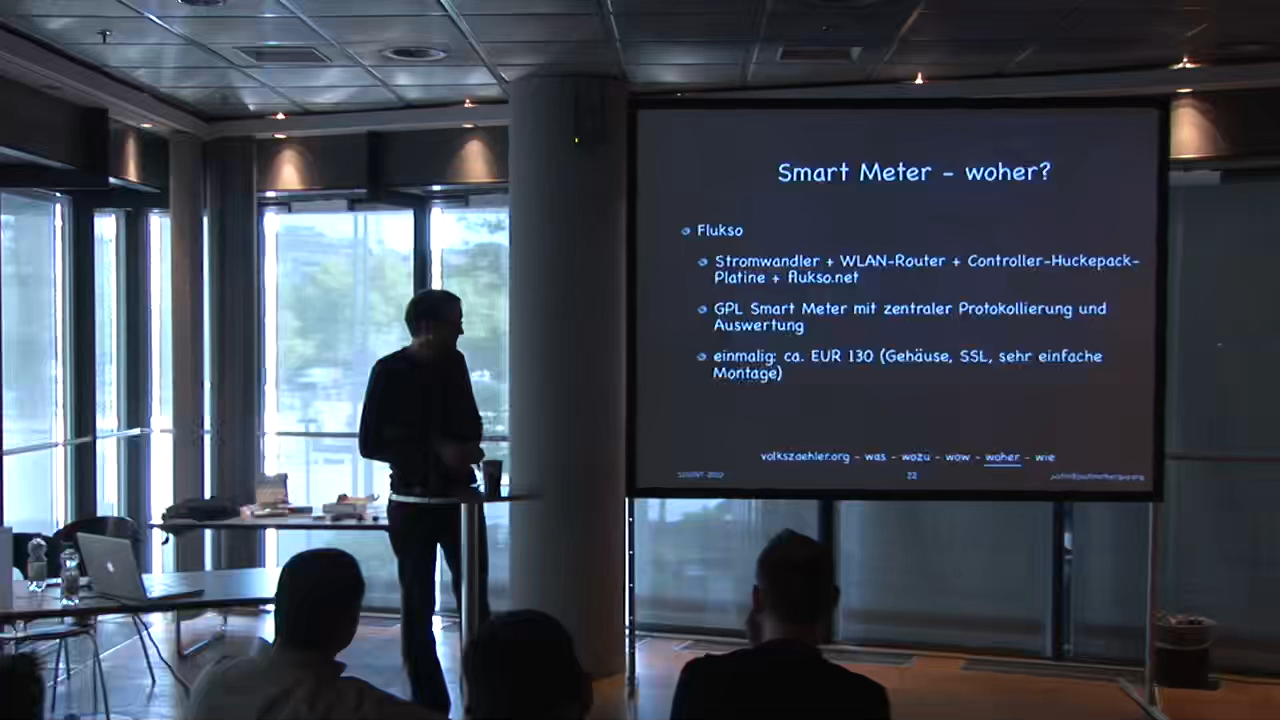 Smart Meter - woher?
Flukso
Stromwandler + WLAN-Router + Controller-Huckepack-
Platine + flukso.net
GPL Smart Meter mit zentraler Protokollierung und
Auswertung
einmalig: ca. EUR 130 (Gehäuse, SSL, sehr einfache
Montage)
volkszaehler.org - was - wozu - wow - woher - wie
22